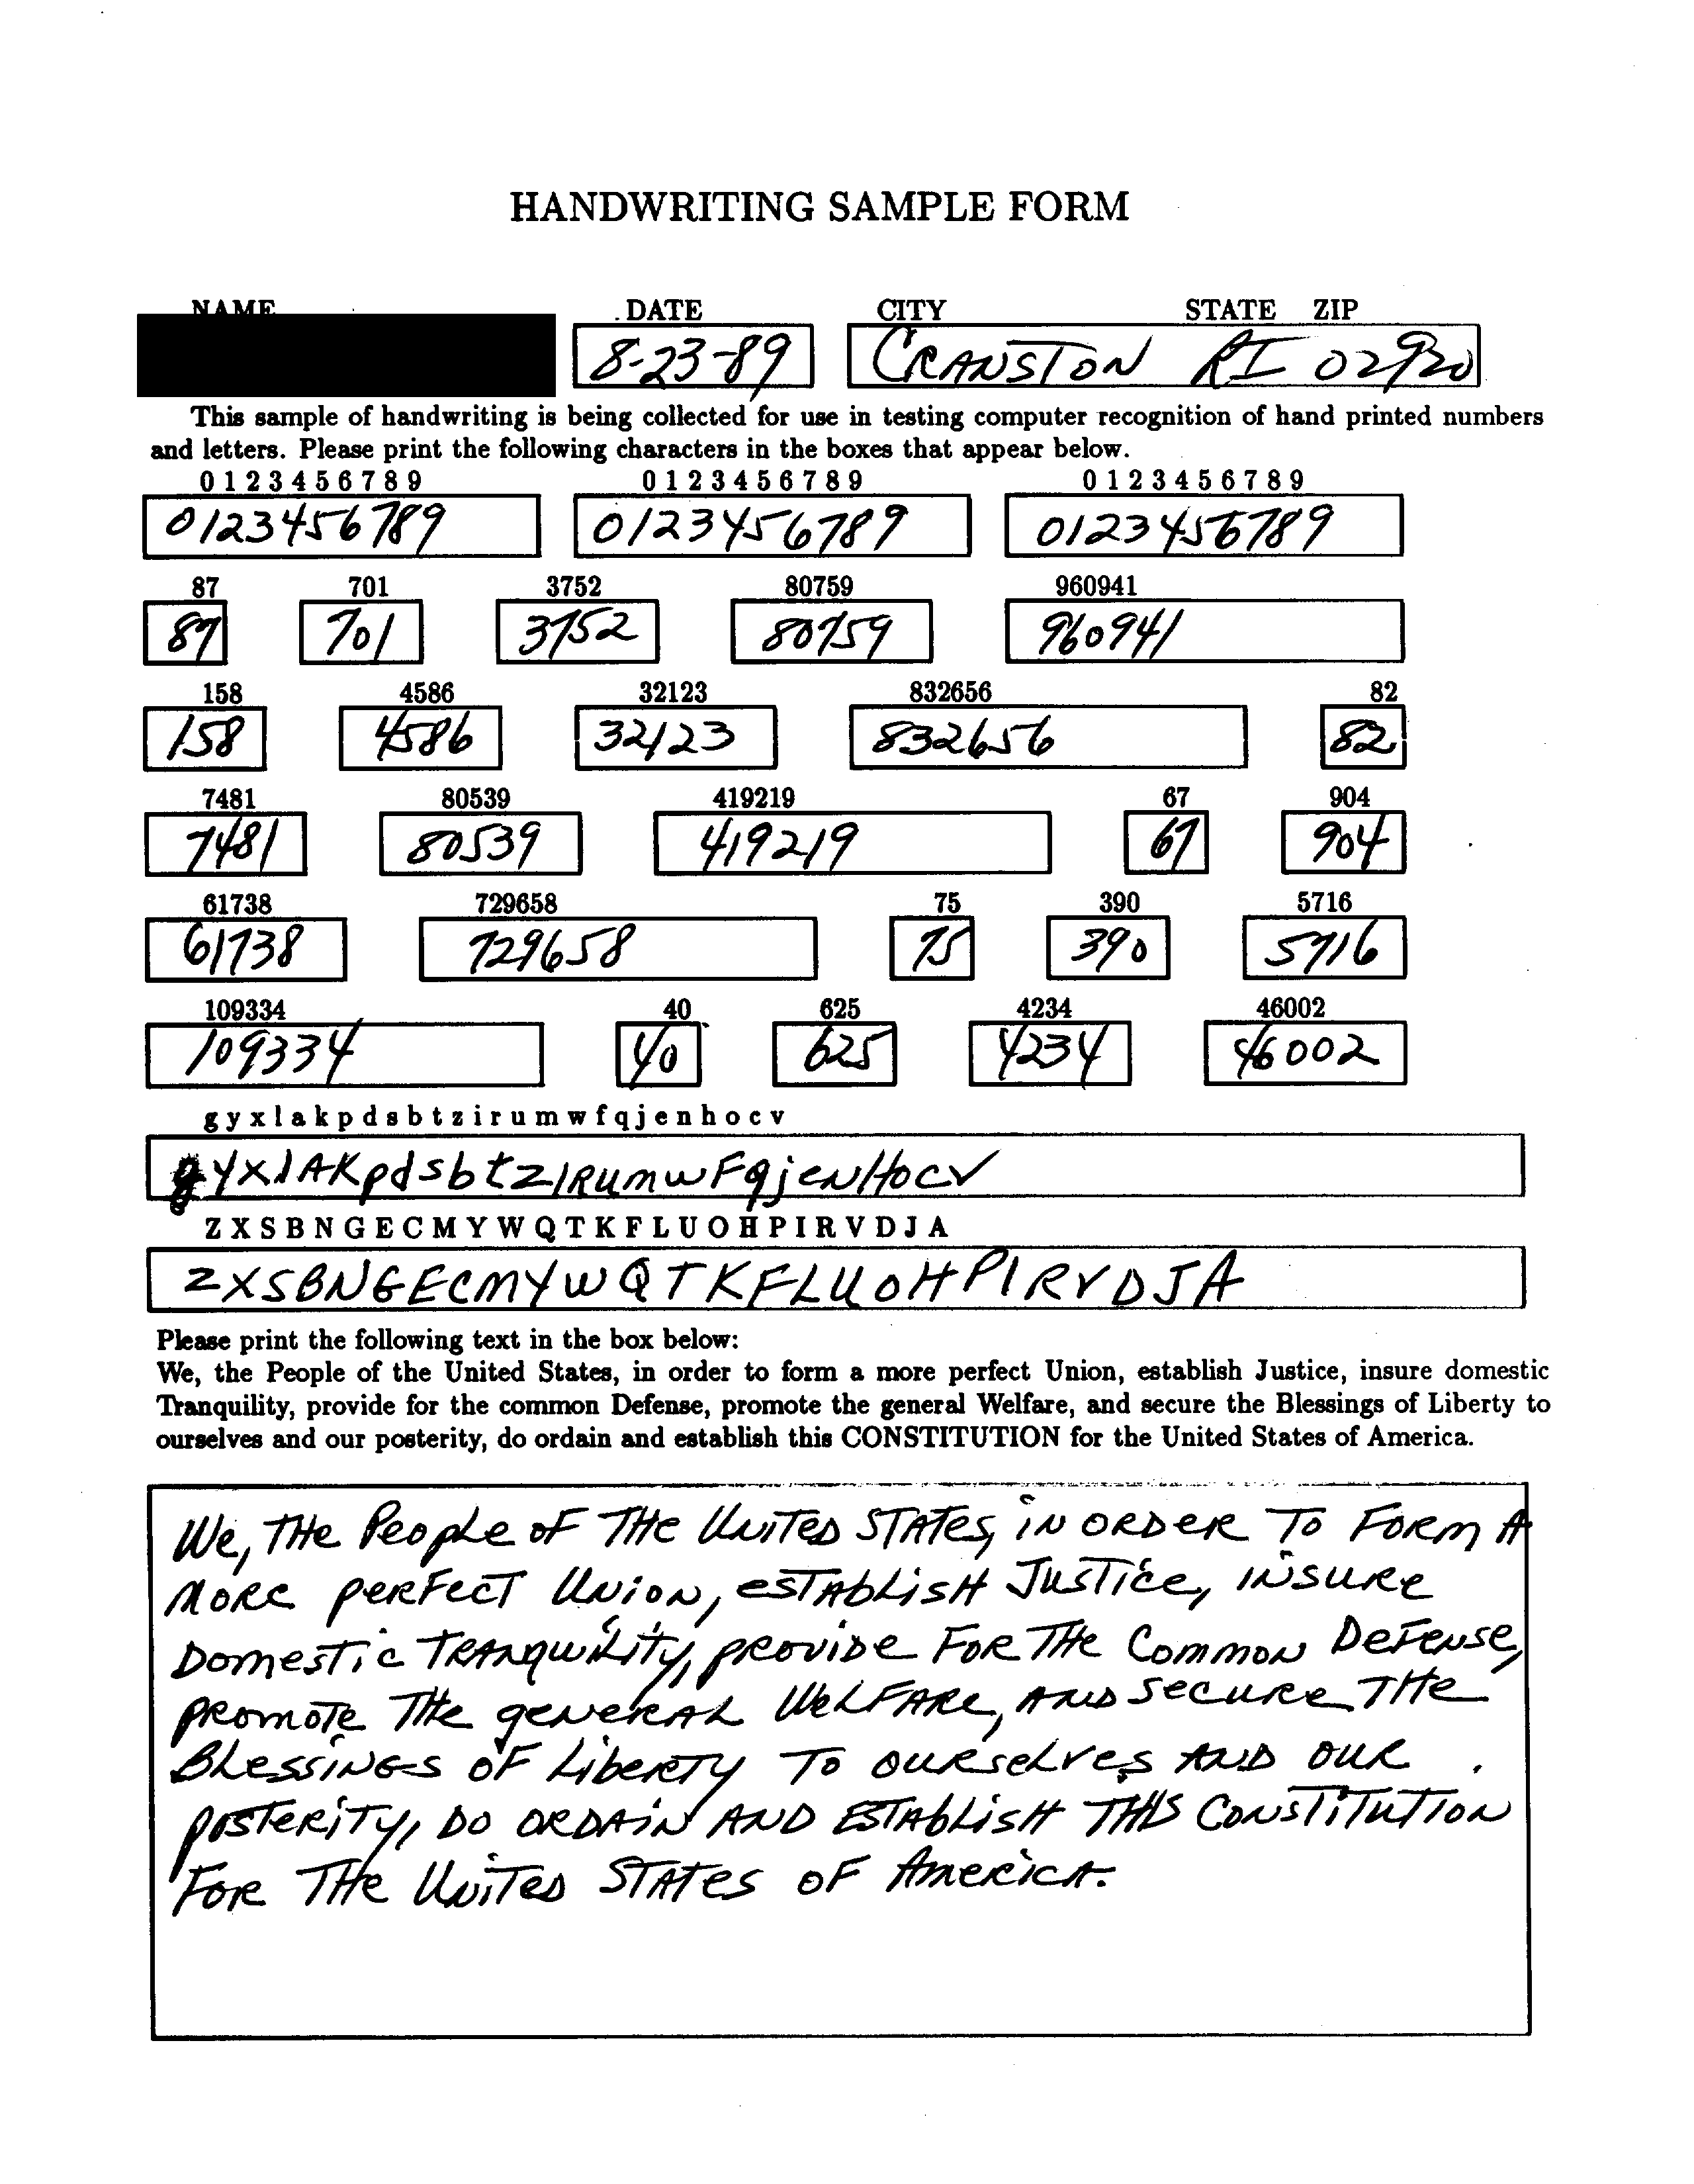 HANDWRITING SAMPLE FORM
NAME DATE CITY STATE ZIP
8-23-89 CRANSTON RI 02920
This sample of handwriting is being collected for use in testing computer recognition of hand printed numbers
and letters. Please print the following characters in the boxes that appear below.
0 1 2 3 4 5 6 7 8 9 0 1 2 3 4 5 6 7 8 9 0 1 2 3 4 5 6 7 8 9
0123456789 0123456789 0123456789
87 701 3752 80759 960941
87 701 3752 80759 960941
158 4586 32123 832656 82
158 4586 32123 832656 82
7481 80539 419219 67 904
7481 80539 419219 67 904
61738 729658 75 390 5716
61738 729658 75 390 5716
109334 40 625 4234 46002
109334 40 625 4234 46002
g y x l a k p d s b t z i r u m w f q j e n h o c v
gyxlAKpdsbtzIRumwFqjeNHocv
Z X S B N G E C M Y W Q T K F L U O H P I R V D J A
ZXSBNGECMYWQTKFLUOHPIRVDJA
Please print the following text in the box below:
We, the People of the United States, in order to form a more perfect Union, establish Justice, insure domestic
Tranquility, provide for the common Defense, promote the general Welfare, and secure the Blessings of Liberty to
ourselves and our posterity, do ordain and establish this CONSTITUTION for the United States of America.
We, THe PeopLe oF THe UNiTeD STATes, iN ORDeR To FoRm A
MoRe peRFecT UNioN, esTAbLisH JusTice, iNsuRe
DomesTic TRANquiLiTy, pRoviDe FoR THe CommoN DeFeNse,
pRomoTe THe geNeRAL WeLFARe, AND secuRe THe
BLessiNGs oF LibeRTy To ouRseLves AND ouR
posTeRiTy, Do oRDAiN AND ESTAbLisH THIS CoNsTiTuTioN
FoR THe UNiTeD STATes oF AmeRicA.